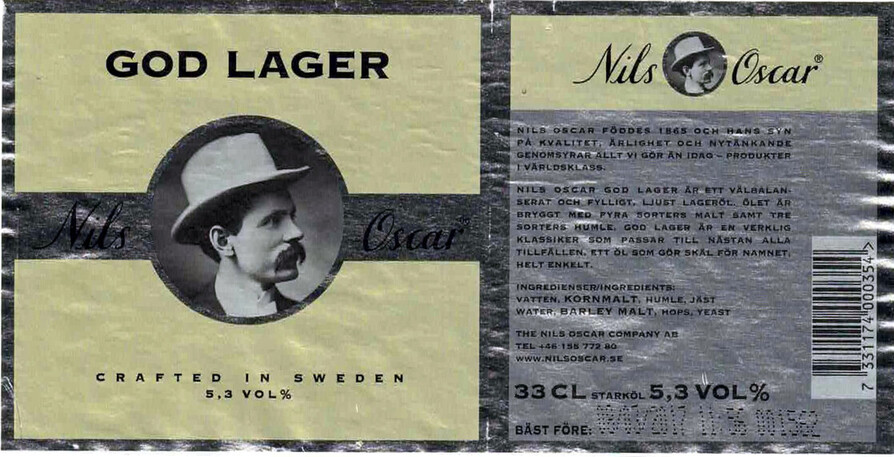 GOD LAGER
Nils Oscar®
CRAFTED IN SWEDEN
5,3 VOL%
Nils Oscar®
NILS OSCAR FÖDDES 1865 OCH HANS SYN
PÅ KVALITET, ÄRLIGHET OCH NYTÄNKANDE
GENOMSYRAR ALLT VI GÖR ÄN IDAG – PRODUKTER
I VÄRLDSKLASS.
NILS OSCAR GOD LAGER ÄR ETT VÄLBALAN-
SERAT OCH FYLLIGT, LJUST LAGERÖL. ÖLET ÄR
BRYGGT MED FYRA SORTERS MALT SAMT TRE
SORTERS HUMLE. GOD LAGER ÄR EN VERKLIG
KLASSIKER SOM PASSAR TILL NÄSTAN ALLA
TILLFÄLLEN. ETT ÖL SOM GÖR SKÄL FÖR NAMNET,
HELT ENKELT.
INGREDIENSER/INGREDIENTS:
VATTEN, KORNMALT, HUMLE, JÄST
WATER, BARLEY MALT, HOPS, YEAST
THE NILS OSCAR COMPANY AB
TEL +46 155 772 80
WWW.NILSOSCAR.SE
33 CL STARKÖL 5,3 VOL%
BÄST FÖRE:
7 331174 000354 >